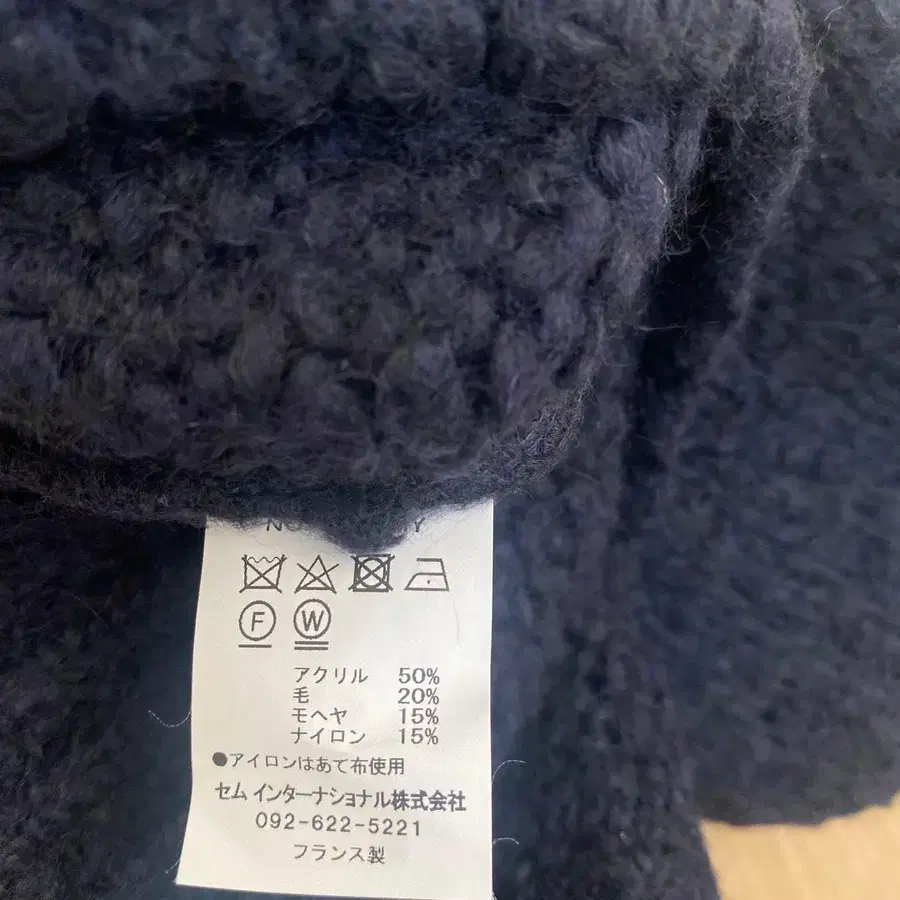 F W
アクリル 50%
毛 20%
モヘヤ 15%
ナイロン 15%
●アイロンはあて布使用
セムインターナショナル株式会社
092-622-5221
フランス製